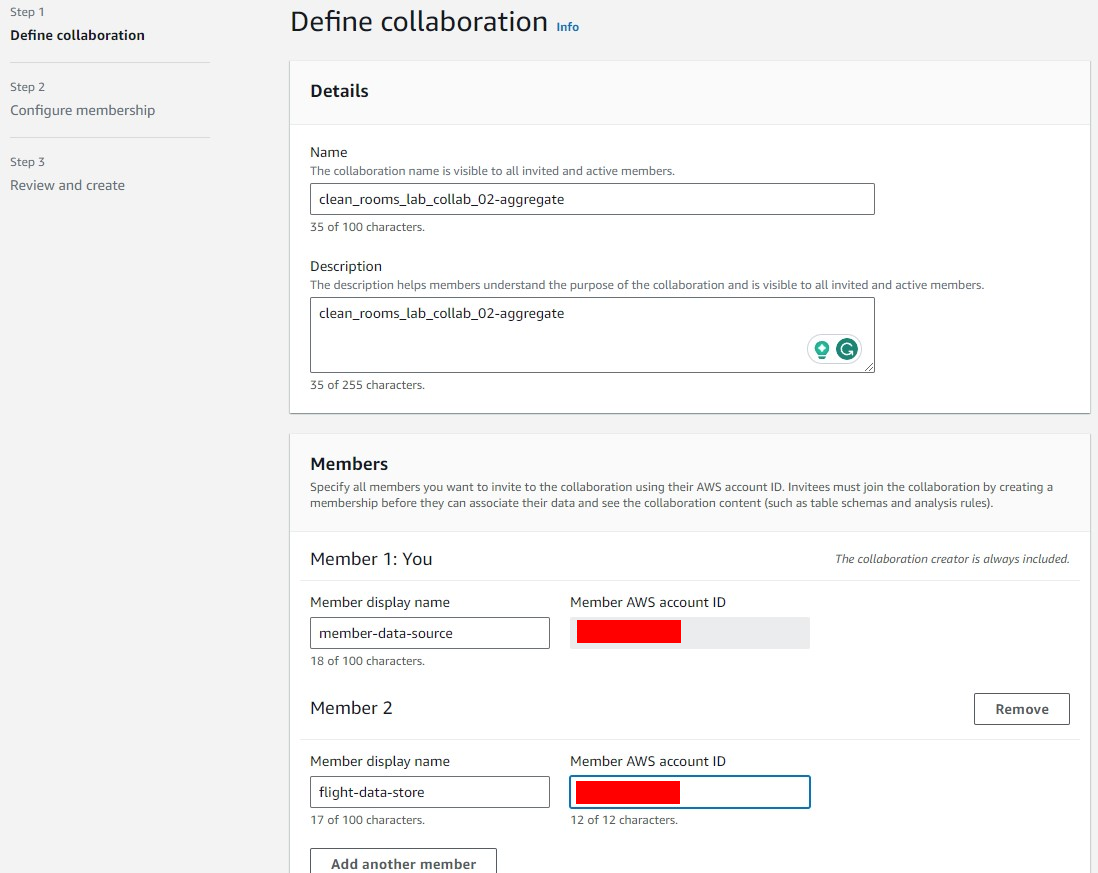 Step 1
Define collaboration
Step 2
Configure membership
Step 3
Review and create
Define collaboration Info
Details
Name
The collaboration name is visible to all invited and active members.
clean_rooms_lab_collab_02-aggregate
35 of 100 characters.
Description
The description helps members understand the purpose of the collaboration and is visible to all invited and active members.
clean_rooms_lab_collab_02-aggregate
35 of 255 characters.
Members
Specify all members you want to invite to the collaboration using their AWS account ID. Invitees must join the collaboration by creating a
membership before they can associate their data and see the collaboration content (such as table schemas and analysis rules).
Member 1: You
The collaboration creator is always included.
Member display name
Member AWS account ID
member-data-source
18 of 100 characters.
Member 2
Remove
Member display name
Member AWS account ID
flight-data-store
17 of 100 characters.
12 of 12 characters.
Add another member